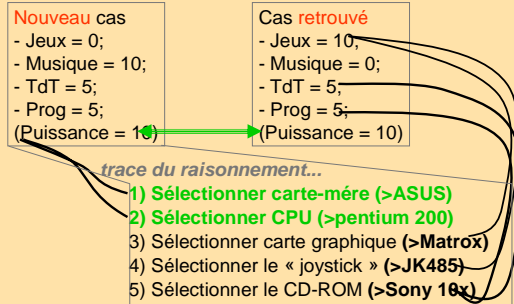 Nouveau cas
- Jeux = 0;
- Musique = 10;
- TdT = 5;
- Prog = 5;
(Puissance = 10)
Cas retrouvé
- Jeux = 10;
- Musique = 0;
- TdT = 5;
- Prog = 5;
(Puissance = 10)
trace du raisonnement...
1) Sélectionner carte-mére (>ASUS)
2) Sélectionner CPU (>pentium 200)
3) Sélectionner carte graphique (>Matrox)
4) Sélectionner le « joystick » (>JK485)
5) Sélectionner le CD-ROM (>Sony 10x)